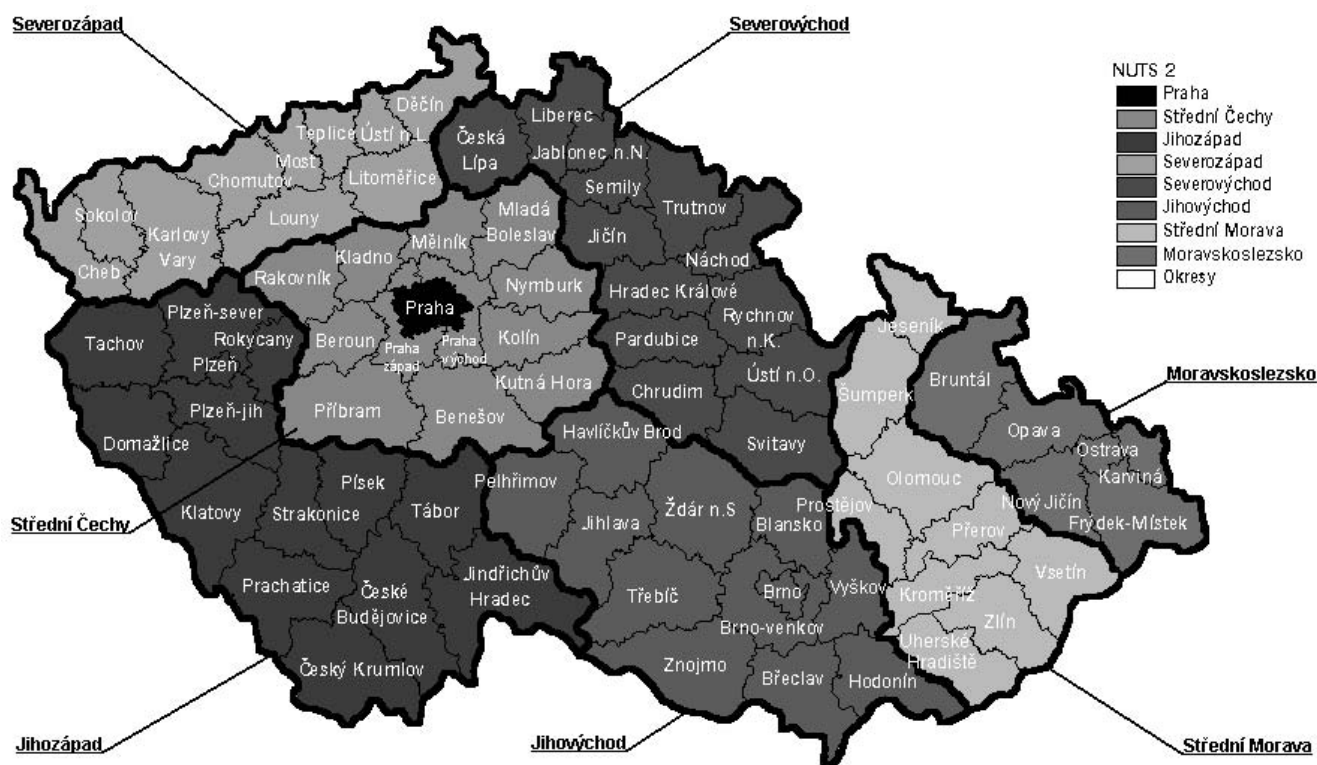 Severozápad
Severovýchod
NUTS 2
Praha
Střední Čechy
Jihozápad
Severozápad
Severovýchod
Jihovýchod
Střední Morava
Moravskoslezsko
Okresy
Děčín
Teplice
Ústí n.L.
Most
Chomutov
Litoměřice
Sokolov
Louny
Karlovy
Vary
Cheb
Česká
Lípa
Liberec
Jablonec n.N.
Semily
Trutnov
Jičín
Náchod
Hradec Králové
Rychnov
n.K.
Pardubice
Ústí n.O.
Chrudim
Svitavy
Mladá
Boleslav
Mělník
Kladno
Rakovník
Nymburk
Praha
Beroun
Praha
západ
Praha
východ
Kolín
Kutná Hora
Příbram
Benešov
Plzeň-sever
Rokycany
Tachov
Plzeň
Plzeň-jih
Domažlice
Klatovy
Písek
Strakonice
Tábor
Prachatice
České
Budějovice
Jindřichův
Hradec
Český Krumlov
Havlíčkův Brod
Pelhřimov
Jihlava
Ždár n.S
Blansko
Třebíč
Brno
Vyškov
Brno-venkov
Znojmo
Břeclav
Hodonín
Jeseník
Šumperk
Olomouc
Prostějov
Přerov
Vsetín
Kroměříž
Zlín
Uherské
Hradiště
Bruntál
Opava
Ostrava
Karviná
Nový Jičín
Frýdek-Místek
Moravskoslezsko
Střední Čechy
Jihozápad
Jihovýchod
Střední Morava